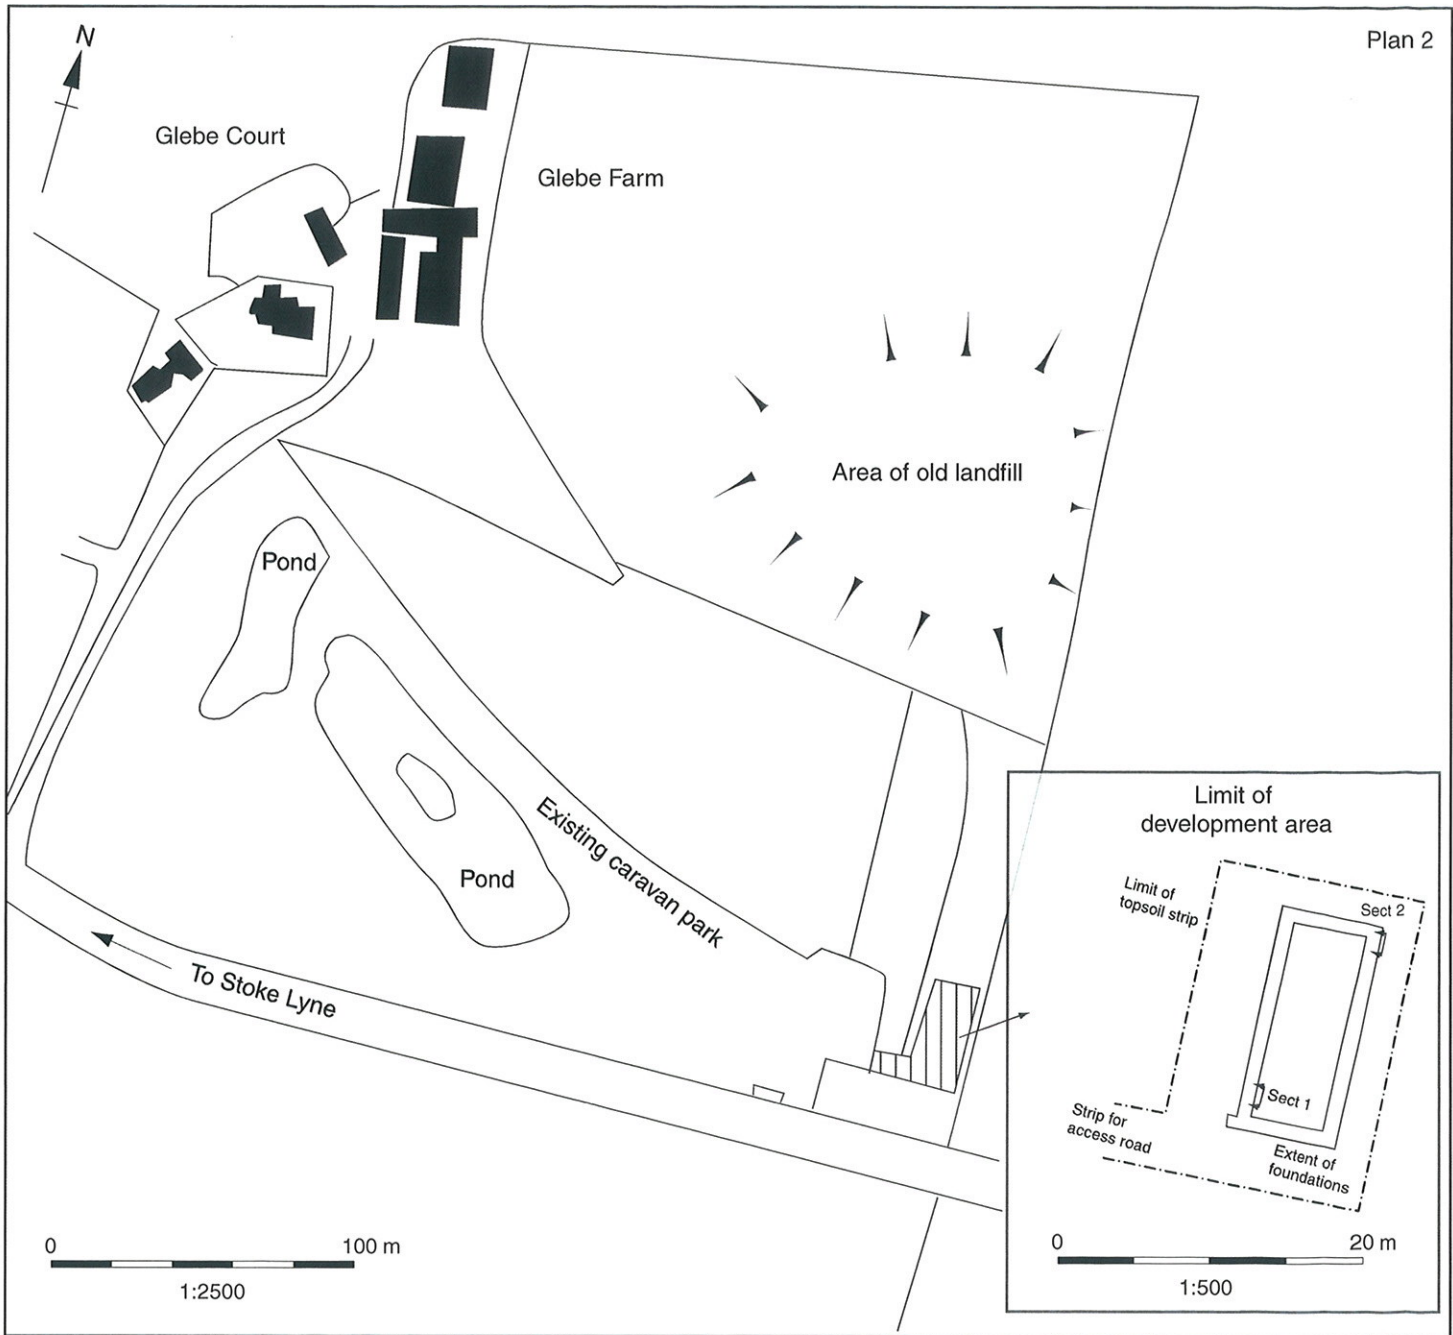 Plan 2
N
Glebe Court
Glebe Farm
Area of old landfill
Pond
Existing caravan park
Pond
To Stoke Lyne
0 100 m
1:2500
Limit of
development area
Limit of
topsoil strip
Sect 2
Sect 1
Strip for
access road
Extent of
foundations
0 20 m
1:500